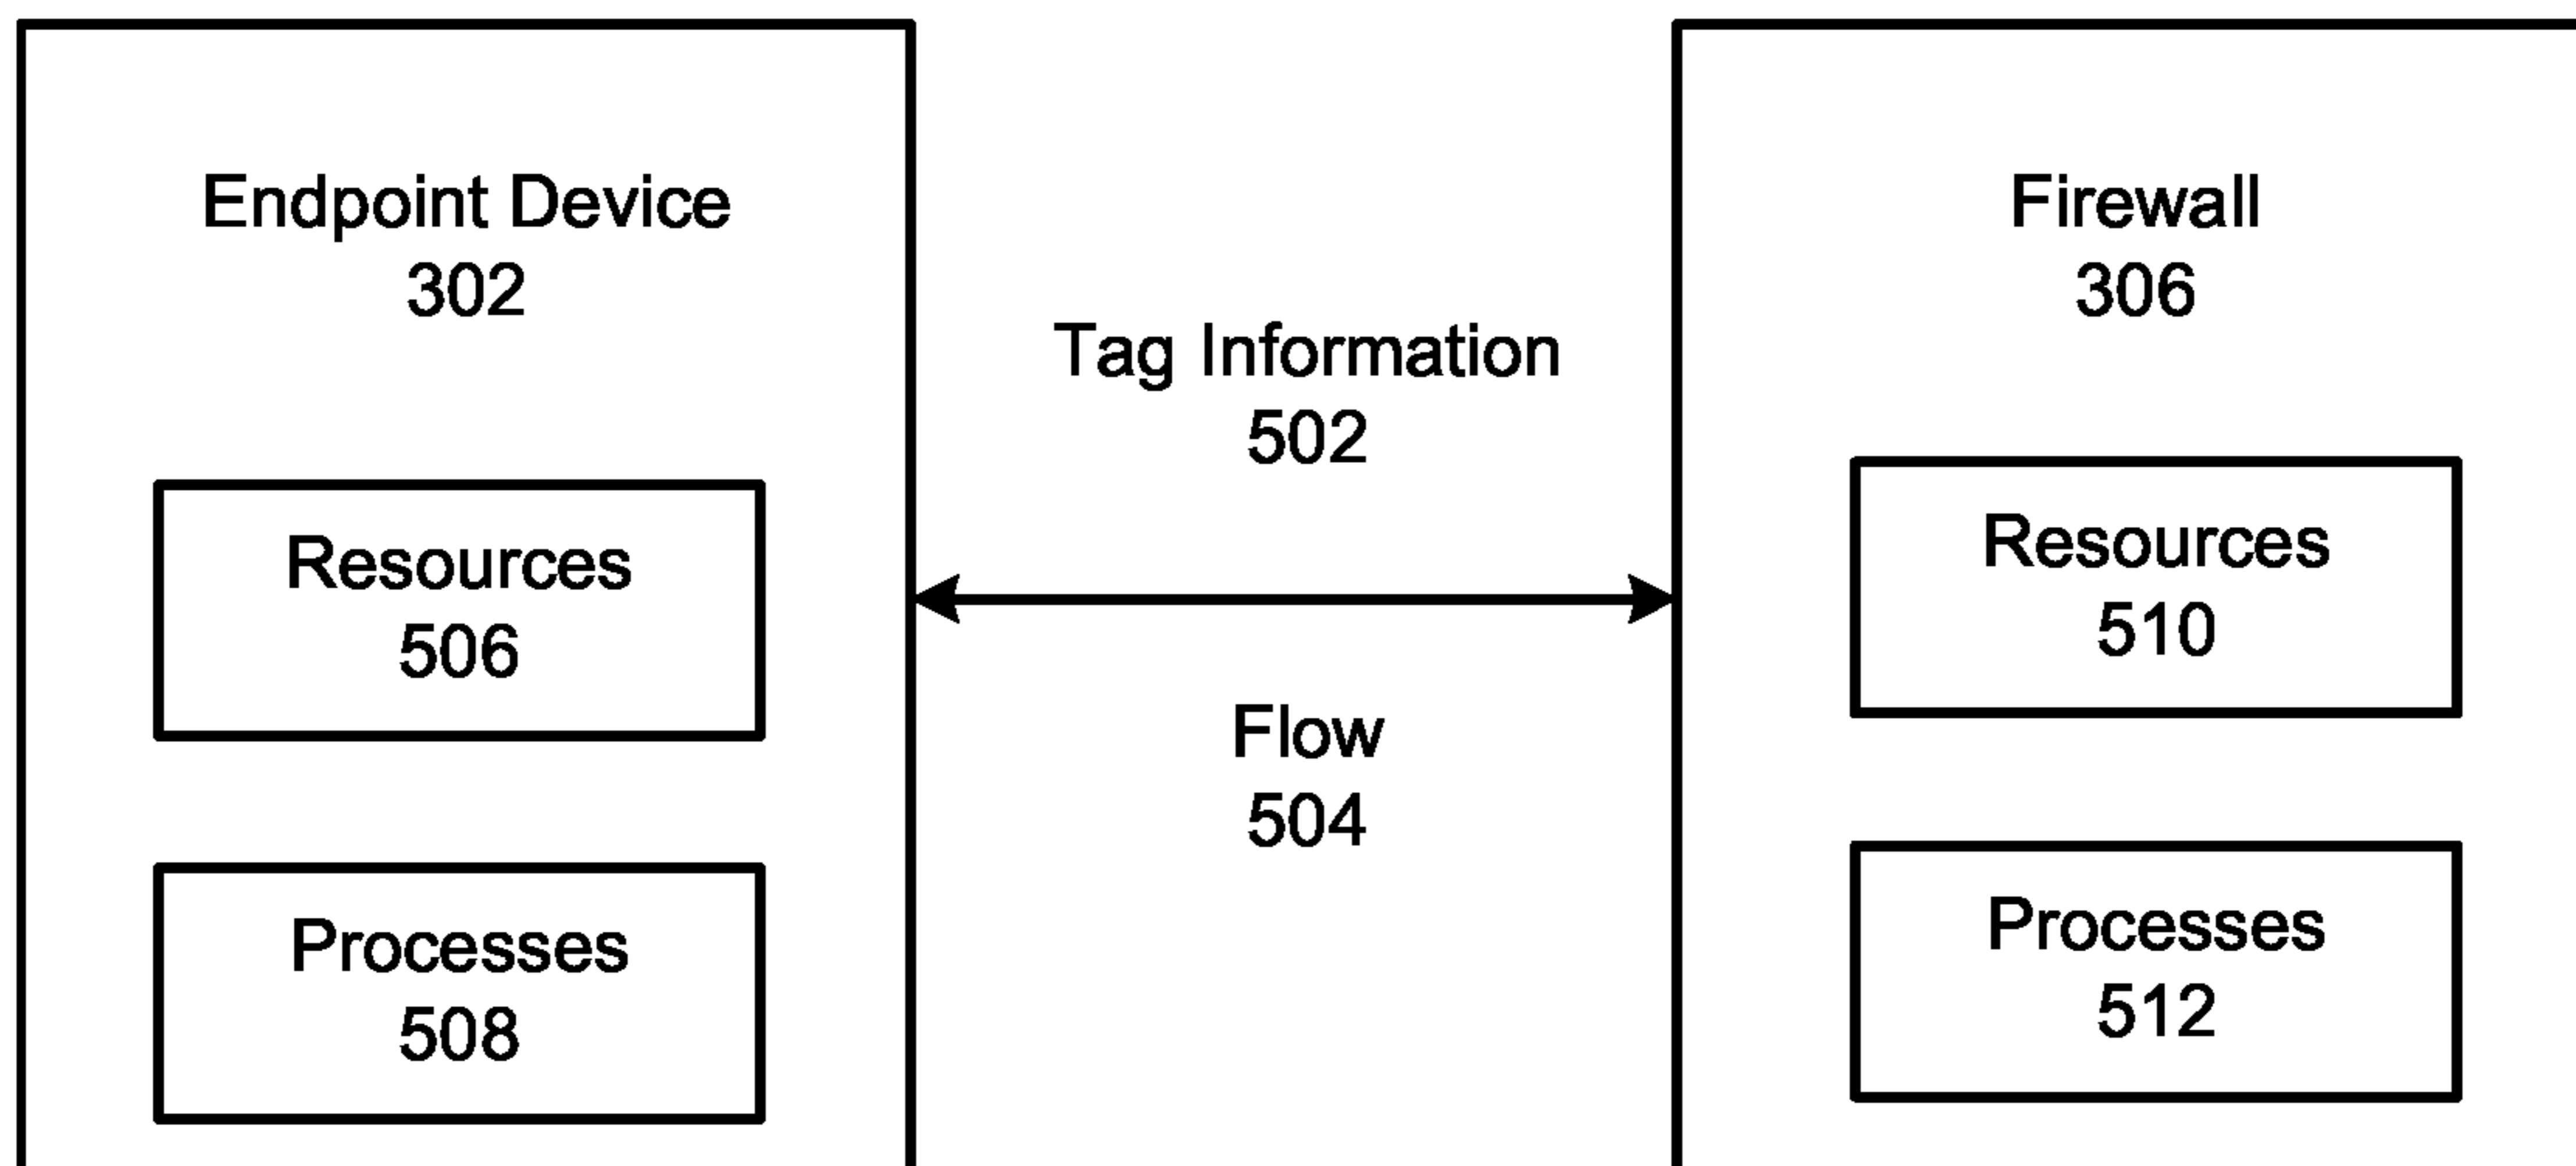 Endpoint Device
302
Resources
506
Processes
508
Tag Information
502
Flow
504
Firewall
306
Resources
510
Processes
512